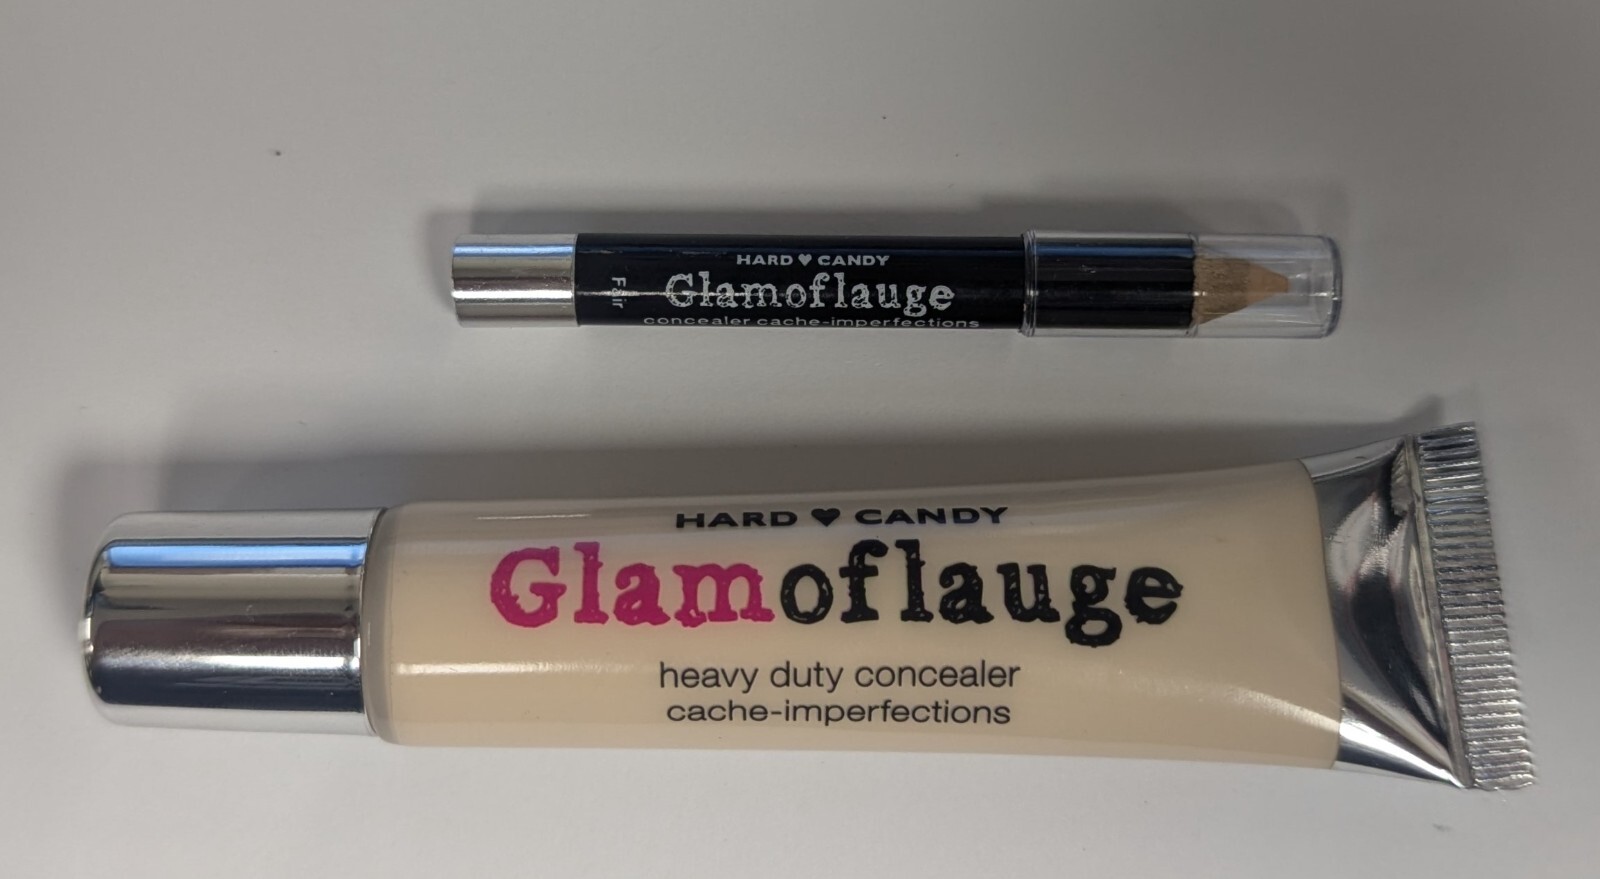 HARD ♥ CANDY
Fair
Glamoflauge
concealer cache-imperfections
HARD ♥ CANDY
Glamoflauge
heavy duty concealer
cache-imperfections